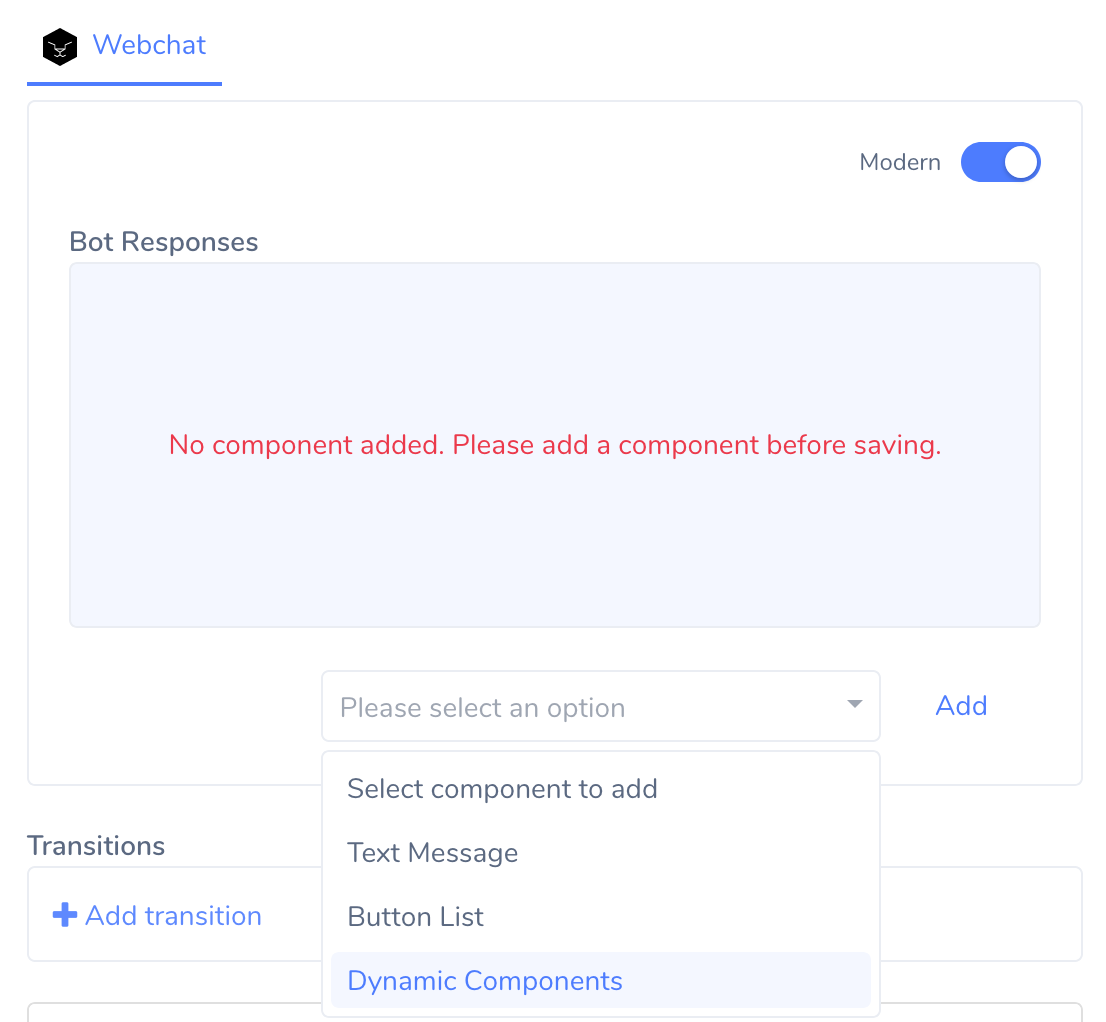 Webchat
Modern
Bot Responses
No component added. Please add a component before saving.
Please select an option
Add
Select component to add
Text Message
Button List
Dynamic Components
Transitions
Add transition